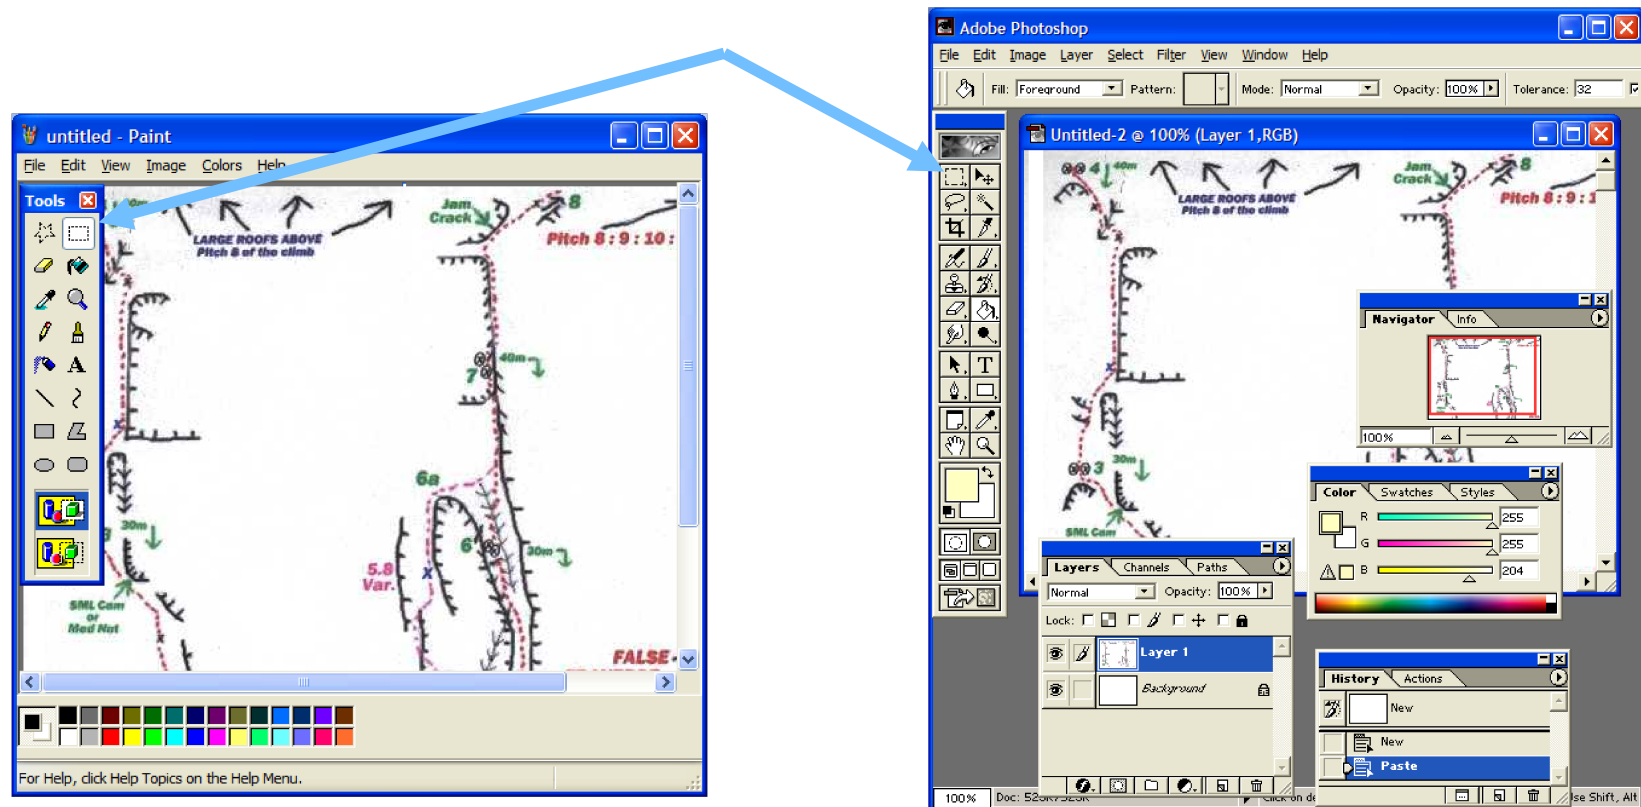 untitled - Paint
File Edit View Image Colors Help
Tools
LARGE ROOFS ABOVE
Pitch 8 of the climb
Jam
Crack
8
Pitch 8 : 9 : 10 :
40m
7
6a
6
30m
5.8
Var.
30m
SML Cam
or
Med Nut
FALSE
For Help, click Help Topics on the Help Menu.
Adobe Photoshop
File Edit Image Layer Select Filter View Window Help
Fill: Foreground Pattern: Mode: Normal Opacity: 100% Tolerance: 32
Untitled-2 @ 100% (Layer 1,RGB)
4 40m
LARGE ROOFS ABOVE
Pitch 8 of the climb
Jam
Crack
8
Pitch 8 : 9 :
3 30m
SML Cam
Navigator Info
100%
Color Swatches Styles
R 255
G 255
B 204
Layers Channels Paths
Normal Opacity: 100%
Lock:
Layer 1
Background
History Actions
New
New
Paste
100% Doc:
Click on
Use Shift, Alt